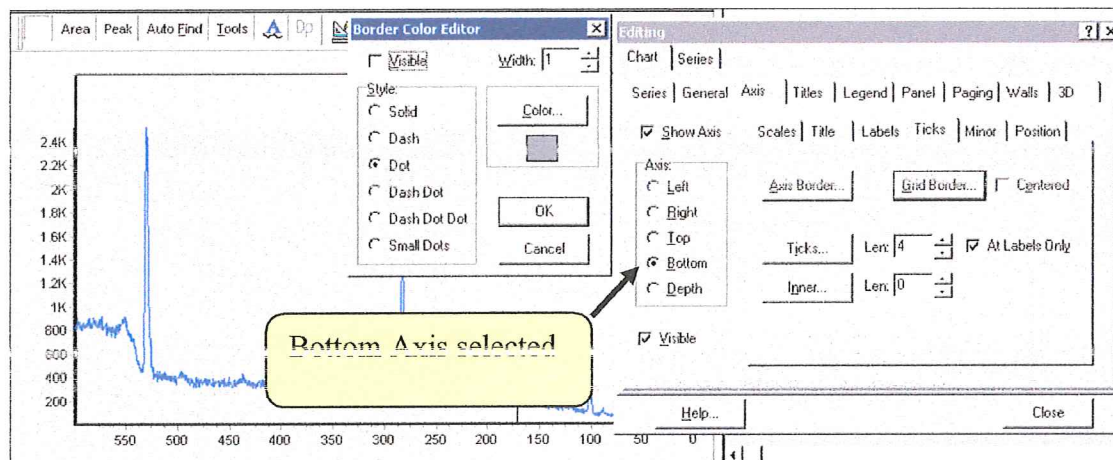 Area Peak Auto Find Tools A Dp
Border Color Editor
Visible
Width: 1
Style:
Solid
Dash
Dot
Dash Dot
Dash Dot Dot
Small Dots
Color...
OK
Cancel
Editing
Chart Series
Series General Axis Titles Legend Panel Paging Walls 3D
Show Axis
Scales Title Labels Ticks Minor Position
Axis:
Left
Right
Top
Bottom
Depth
Visible
Axis Border... Grid Border... Centered
Ticks... Len: 4 At Labels Only
Inner... Len: 0
Help... Close
Bottom Axis selected
2.4K
2.2K
2K
1.8K
1.6K
1.4K
1.2K
1K
800
600
400
200
550 500 450 400 350 300 250 200 150 100 50 0